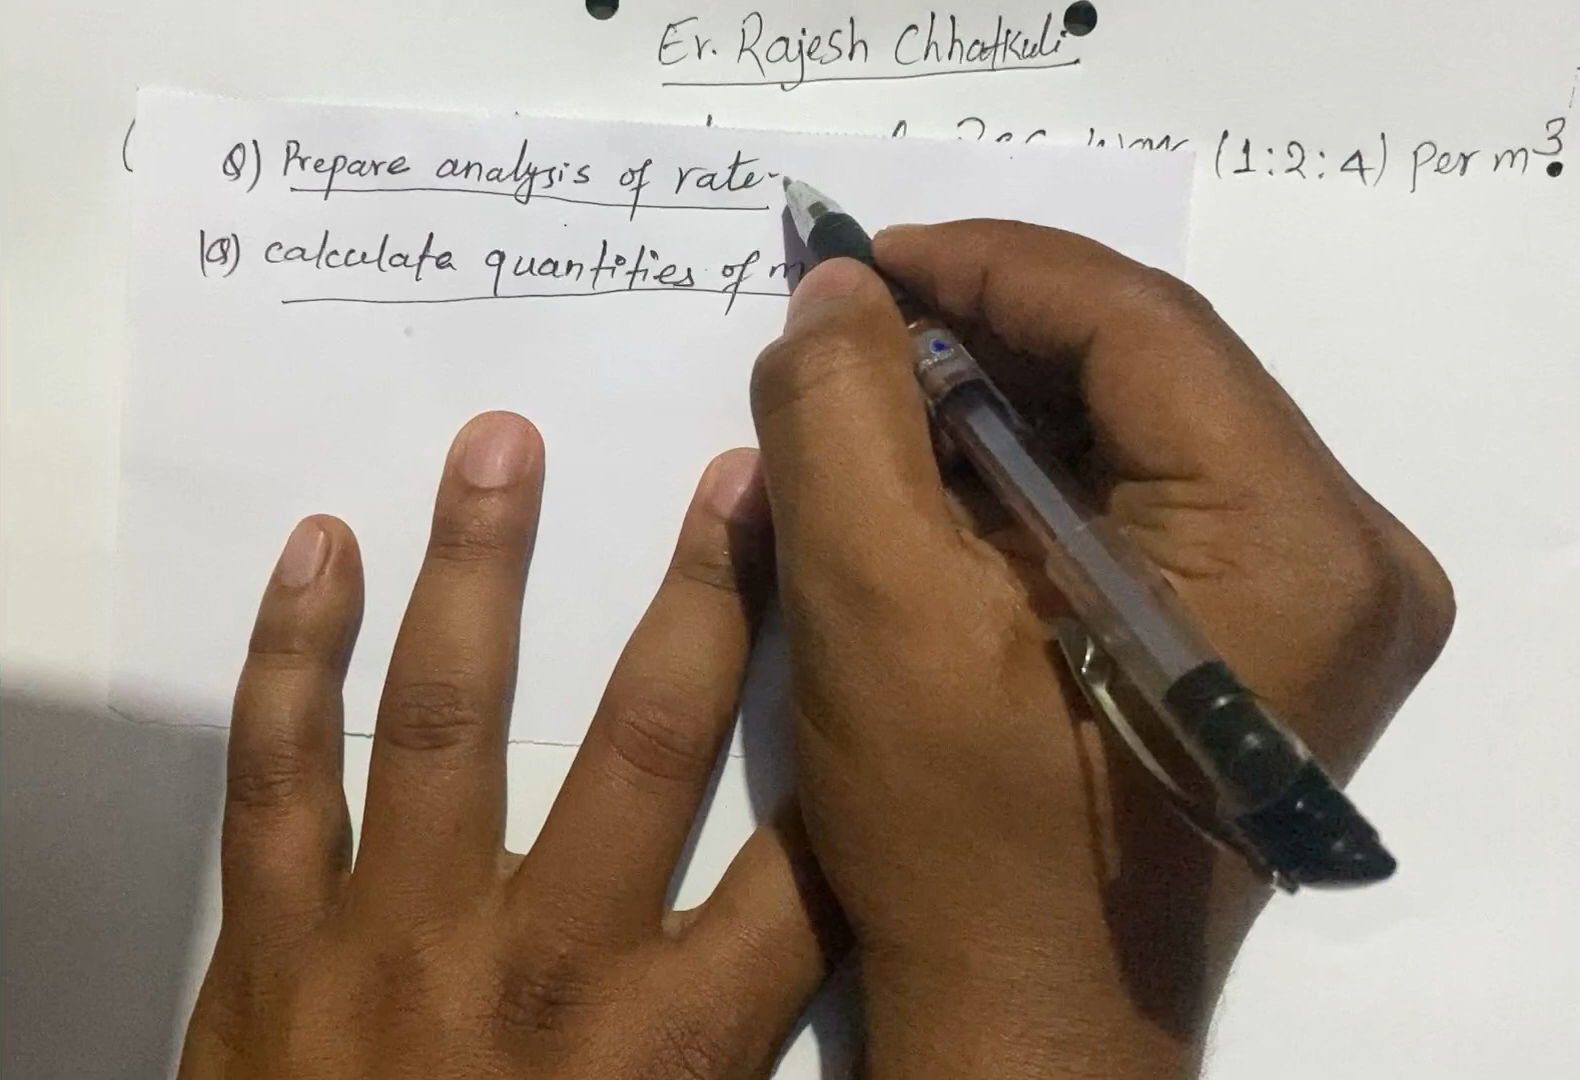 Er. Rajesh Chhatkuli
(1:2:4) per m³.
Q) Prepare analysis of rate-
Q) calculate quantities of